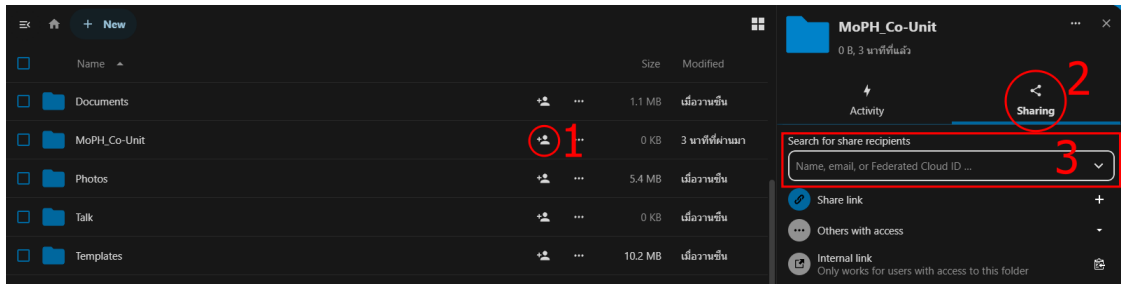 + New
Name
Size
Modified
Documents
1.1 MB
เมื่อวานซืน
MoPH_Co-Unit
1
0 KB
3 นาทีที่ผ่านมา
Photos
5.4 MB
เมื่อวานซืน
Talk
0 KB
เมื่อวานซืน
Templates
10.2 MB
เมื่อวานซืน
MoPH_Co-Unit
0 B, 3 นาทีที่แล้ว
Activity
Sharing
2
Search for share recipients
Name, email, or Federated Cloud ID ...
3
Share link
Others with access
Internal link
Only works for users with access to this folder